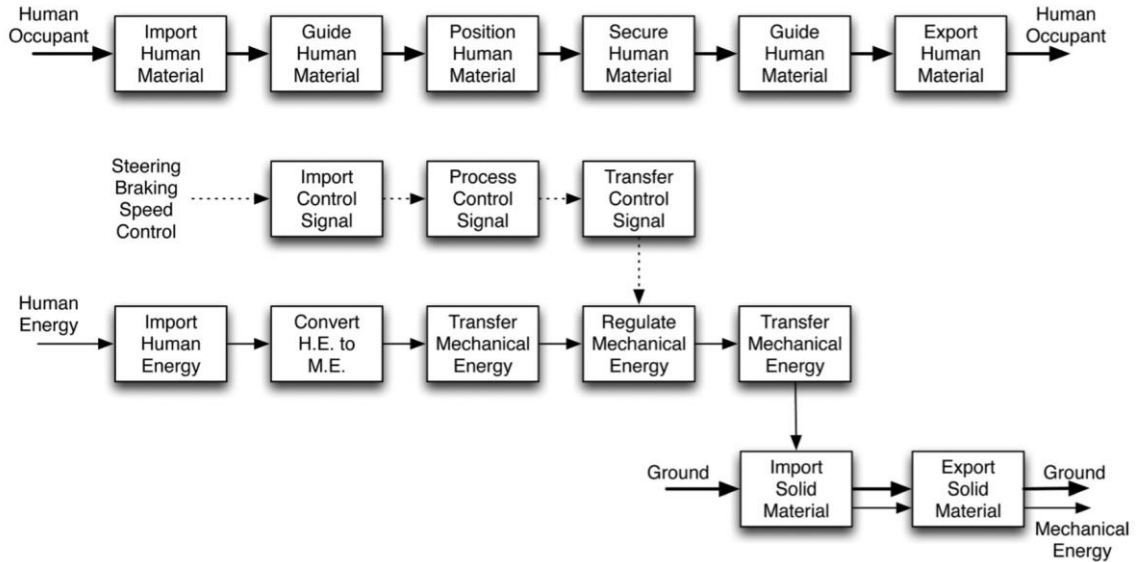 Human
Occupant
Import
Human
Material
Guide
Human
Material
Position
Human
Material
Secure
Human
Material
Guide
Human
Material
Export
Human
Material
Human
Occupant
Steering
Braking
Speed
Control
Import
Control
Signal
Process
Control
Signal
Transfer
Control
Signal
Human
Energy
Import
Human
Energy
Convert
H.E. to
M.E.
Transfer
Mechanical
Energy
Regulate
Mechanical
Energy
Transfer
Mechanical
Energy
Ground
Import
Solid
Material
Export
Solid
Material
Ground
Mechanical
Energy